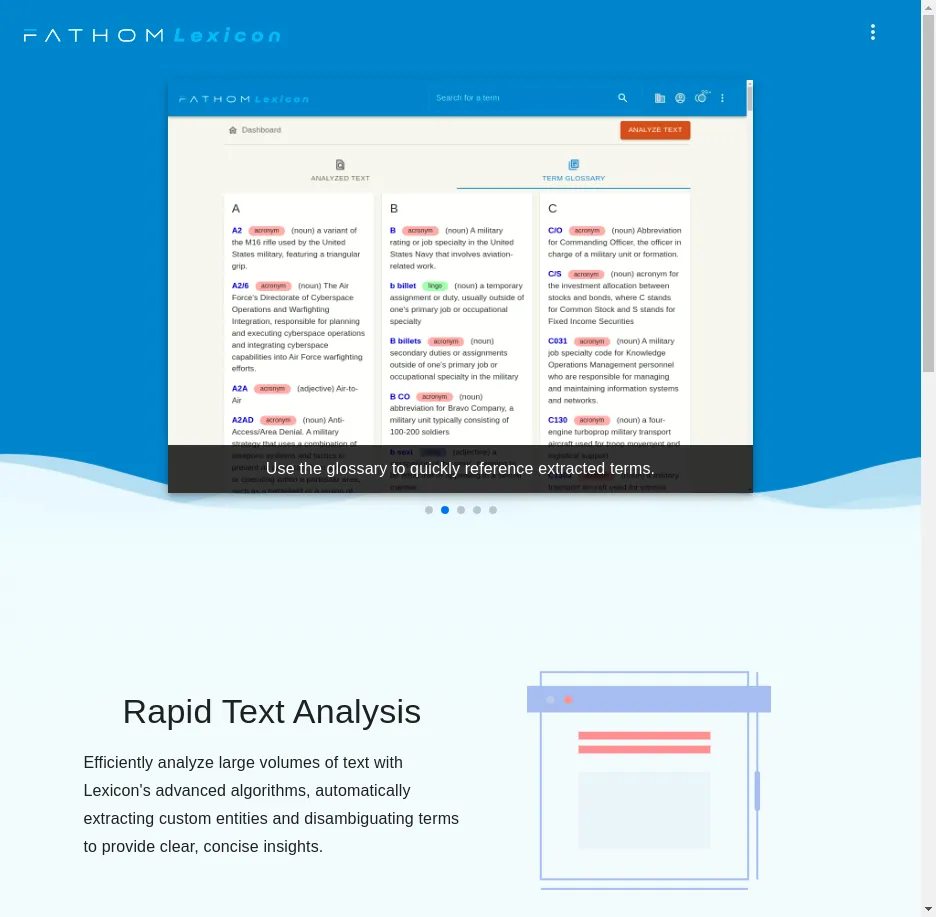 FATHOM Lexicon
FATHOM Lexicon
Search for a term
Dashboard
ANALYZE TEXT
ANALYZED TEXT
TERM GLOSSARY
A
A2 acronym (noun) a variant of
the M16 rifle used by the United
States military, featuring a triangular
grip.
A2/6 acronym (noun) The Air
Force's Directorate of Cyberspace
Operations and Warfighting
Integration, responsible for planning
and executing cyberspace operations
and integrating cyberspace
capabilities into Air Force warfighting
efforts.
A2A acronym (adjective) Air-to-
Air
A2AD acronym (noun) Anti-
Access/Area Denial. A military
strategy that uses a combination of
weapons systems and tactics to
B
B acronym (noun) A military
rating or job specialty in the United
States Navy that involves aviation-
related work.
b billet lingo (noun) a temporary
assignment or duty, usually outside of
one's primary job or occupational
specialty
B billets acronym (noun)
secondary duties or assignments
outside of one's primary job or
occupational specialty in the military
B CO acronym (noun)
abbreviation for Bravo Company, a
military unit typically consisting of
100-200 soldiers
C
C/O acronym (noun) Abbreviation
for Commanding Officer, the officer in
charge of a military unit or formation.
C/S acronym (noun) acronym for
the investment allocation between
stocks and bonds, where C stands
for Common Stock and S stands for
Fixed Income Securities
C031 acronym (noun) A military
job specialty code for Knowledge
Operations Management personnel
who are responsible for managing
and maintaining information systems
and networks.
C130 acronym (noun) a four-
engine turboprop military transport
aircraft used for troop movement and
Use the glossary to quickly reference extracted terms.
Rapid Text Analysis
Efficiently analyze large volumes of text with
Lexicon's advanced algorithms, automatically
extracting custom entities and disambiguating terms
to provide clear, concise insights.